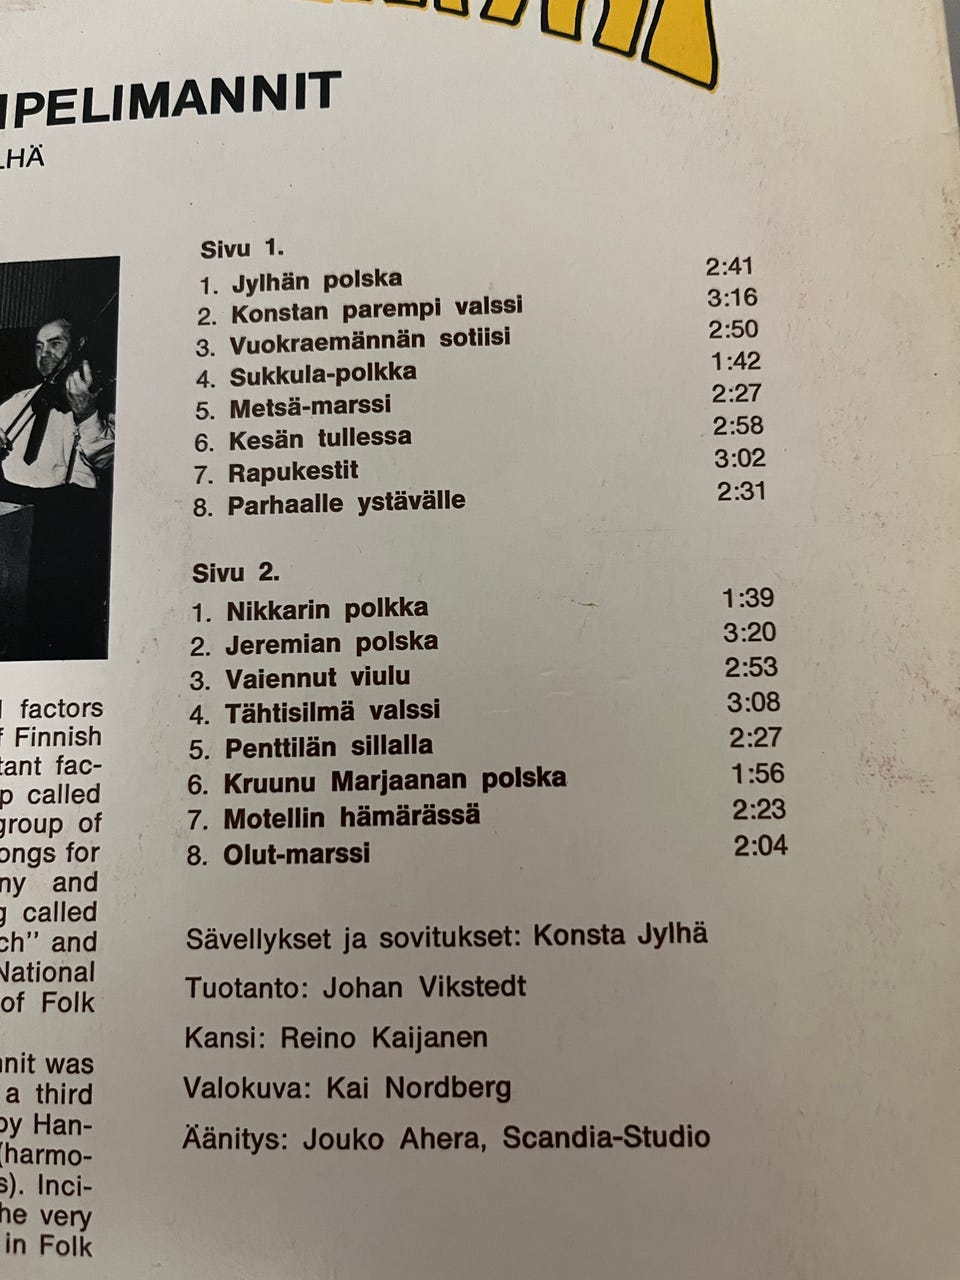 IPELIMANNIT
LHÄ
Sivu 1.
1. Jylhän polska 2:41
2. Konstan parempi valssi 3:16
3. Vuokraemännän sotiisi 2:50
4. Sukkula-polkka 1:42
5. Metsä-marssi 2:27
6. Kesän tullessa 2:58
7. Rapukestit 3:02
8. Parhaalle ystävälle 2:31
Sivu 2.
1. Nikkarin polkka 1:39
2. Jeremian polska 3:20
3. Vaiennut viulu 2:53
4. Tähtisilmä valssi 3:08
5. Penttilän sillalla 2:27
6. Kruunu Marjaanan polska 1:56
7. Motellin hämärässä 2:23
8. Olut-marssi 2:04
Sävellykset ja sovitukset: Konsta Jylhä
Tuotanto: Johan Vikstedt
Kansi: Reino Kaijanen
Valokuva: Kai Nordberg
Äänitys: Jouko Ahera, Scandia-Studio
factors
Finnish
tant fac-
p called
group of
ongs for
ny and
g called
ch" and
National
of Folk
nnit was
a third
by Han-
(harmo-
s). Inci-
he very
in Folk